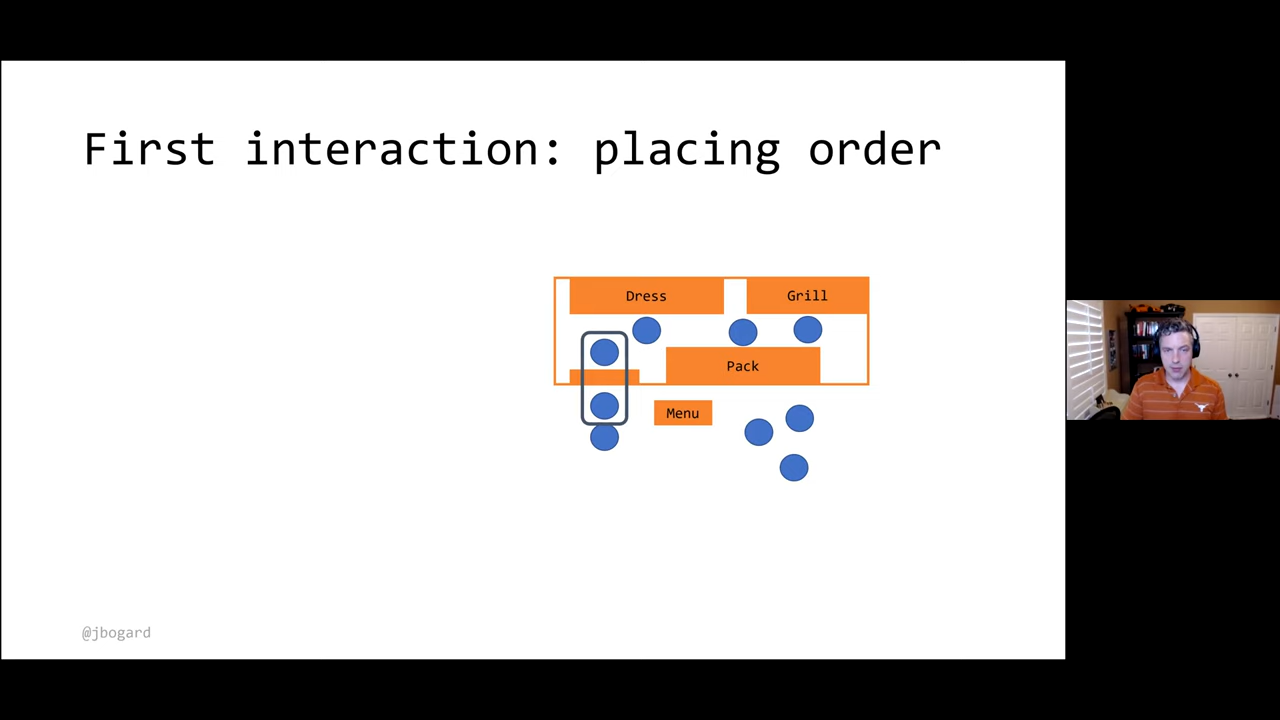 First interaction: placing order
Dress
Grill
Pack
Menu
@jbogard